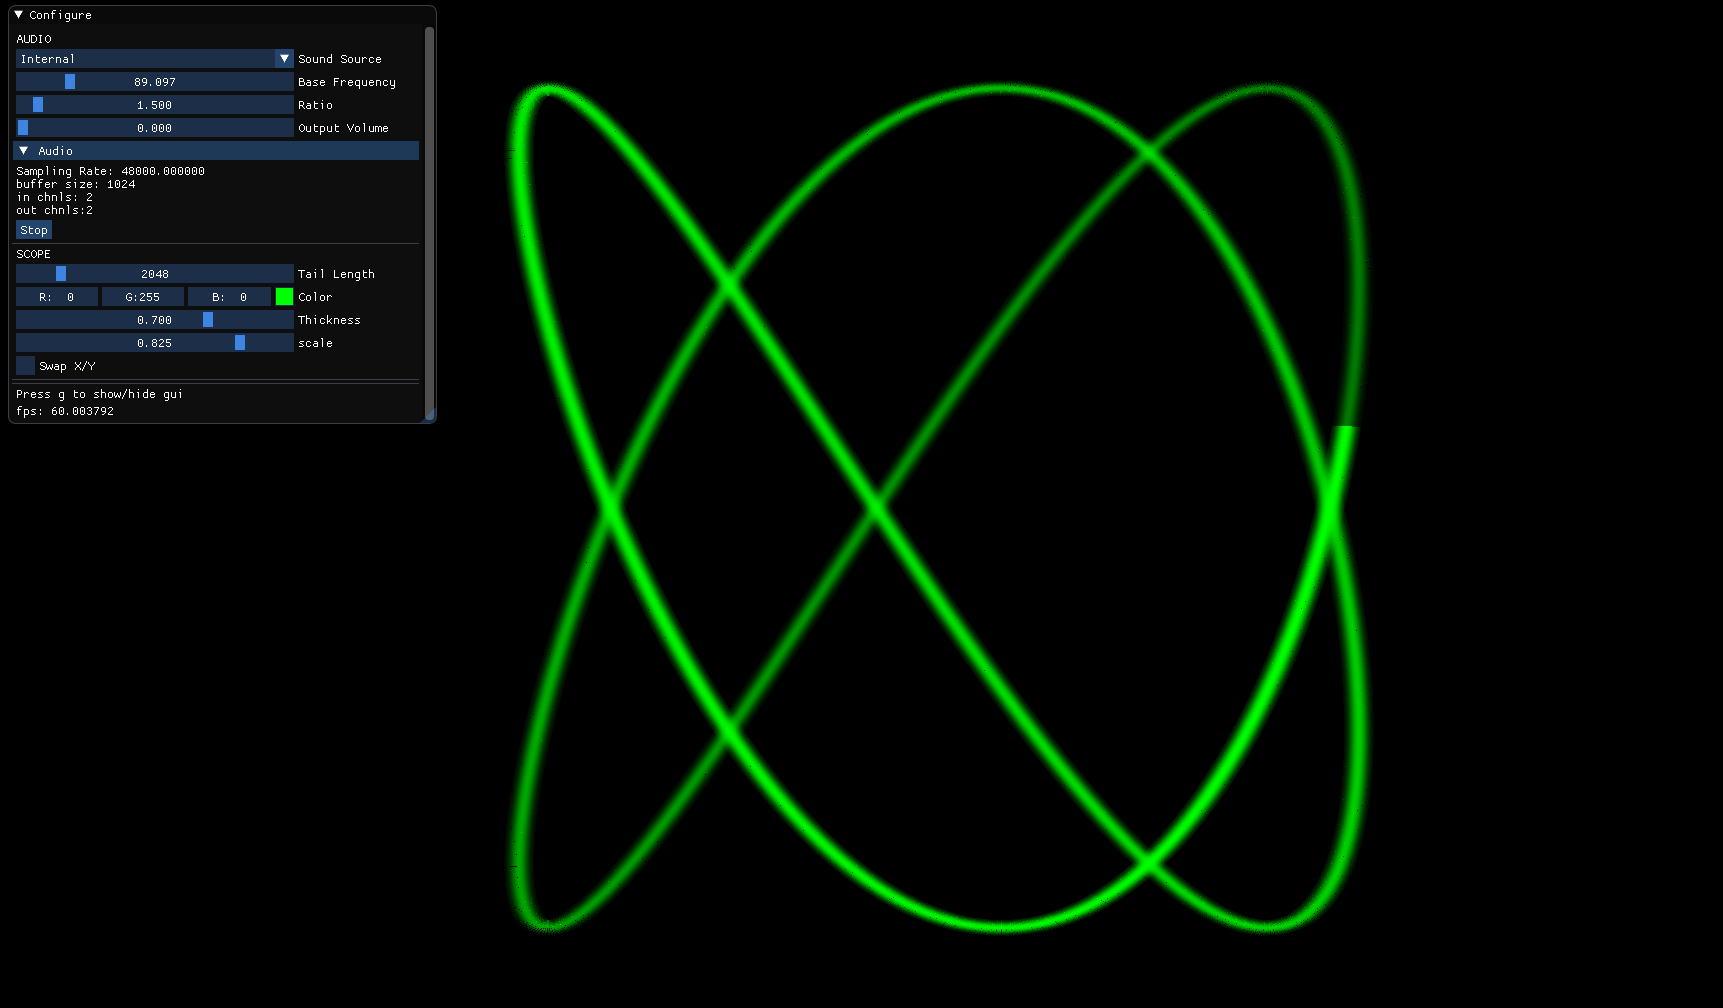 Configure
AUDIO
Internal Sound Source
89.097 Base Frequency
1.500 Ratio
0.000 Output Volume
Audio
Sampling Rate: 48000.000000
buffer size: 1024
in chnls: 2
out chnls:2
Stop
SCOPE
2048 Tail Length
R: 0 G:255 B: 0 Color
0.700 Thickness
0.825 scale
Swap X/Y
Press g to show/hide gui
fps: 60.003792